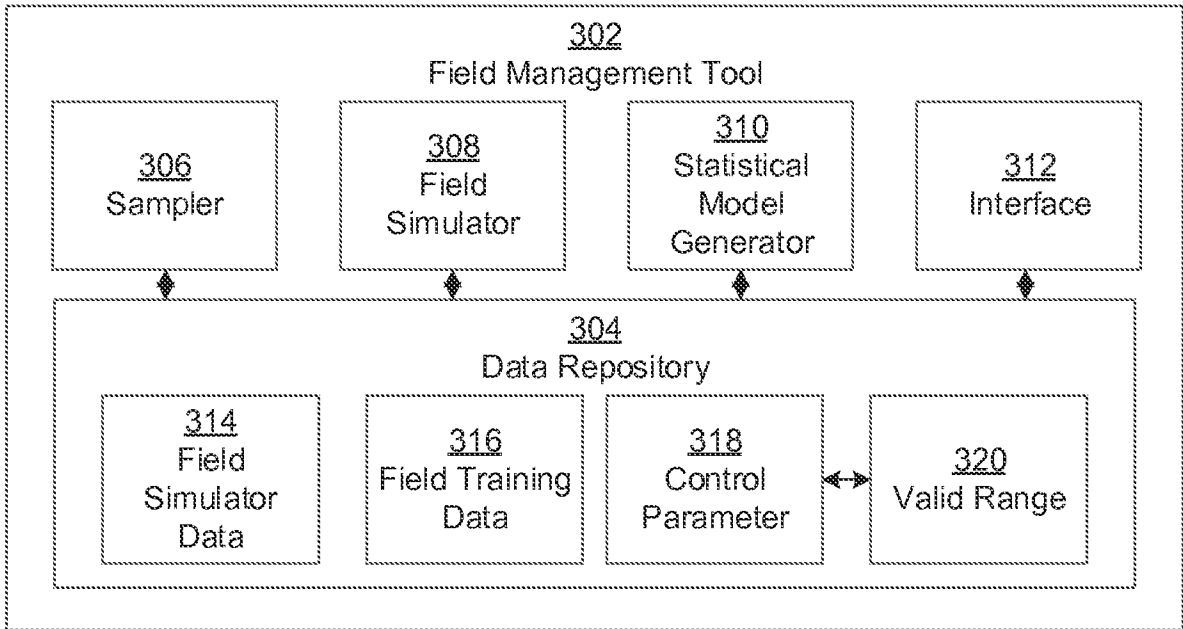 302
Field Management Tool
306
Sampler
308
Field
Simulator
310
Statistical
Model
Generator
312
Interface
304
Data Repository
314
Field
Simulator
Data
316
Field Training
Data
318
Control
Parameter
320
Valid Range